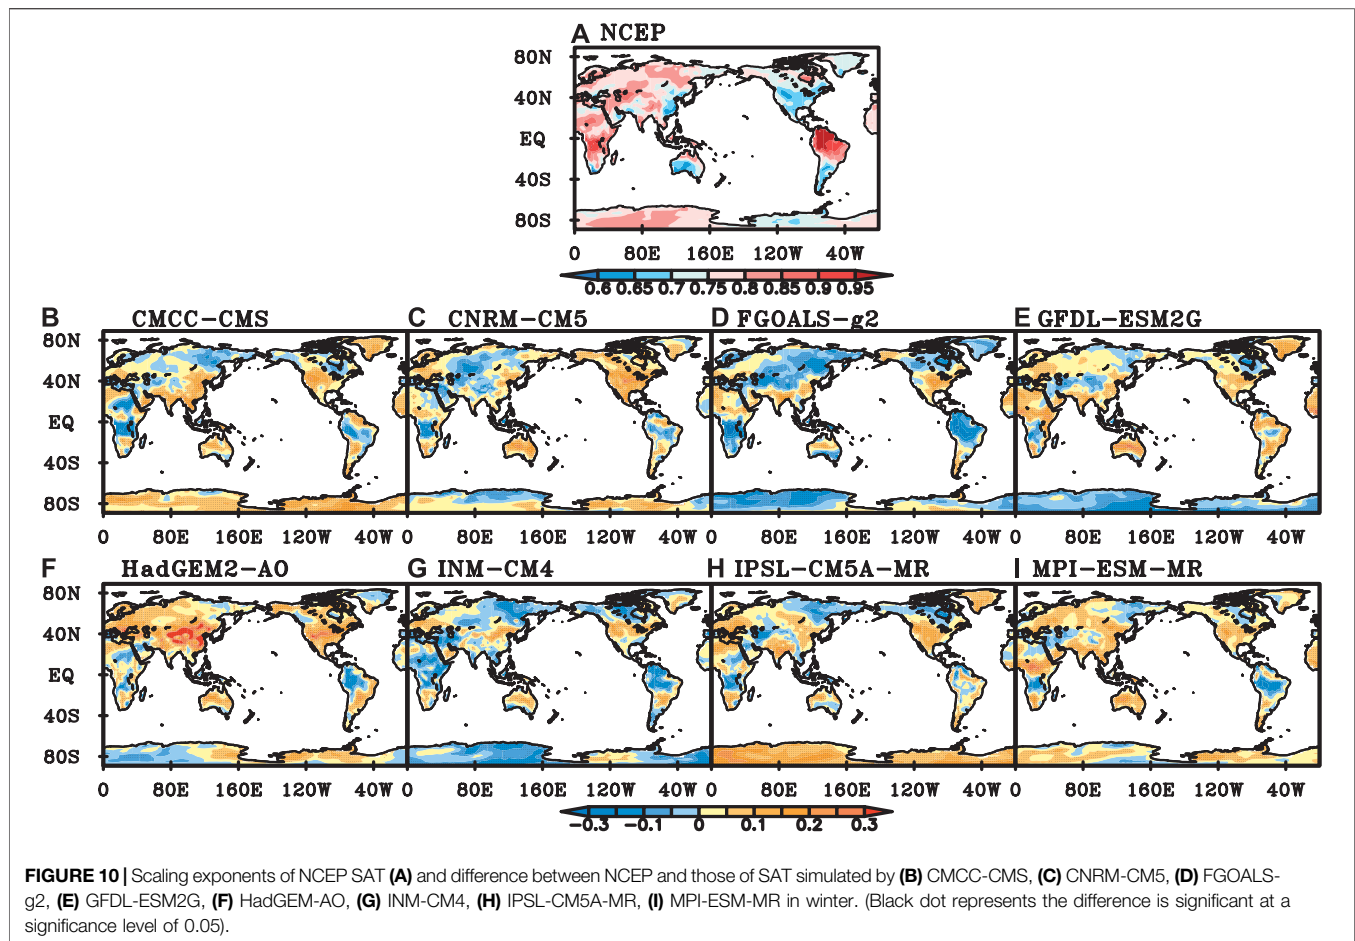 A NCEP
80N
40N
EQ
40S
80S
0 80E 160E 120W 40W
0.6 0.65 0.7 0.75 0.8 0.85 0.9 0.95
B CMCC-CMS C CNRM-CM5 D FGOALS-g2 E GFDL-ESM2G
80N
40N
EQ
40S
80S
0 80E 160E 120W 40W 0 80E 160E 120W 40W 0 80E 160E 120W 40W 0 80E 160E 120W 40W
F HadGEM2-AO G INM-CM4 H IPSL-CM5A-MR I MPI-ESM-MR
80N
40N
EQ
40S
80S
0 80E 160E 120W 40W 0 80E 160E 120W 40W 0 80E 160E 120W 40W 0 80E 160E 120W 40W
-0.3 -0.1 0 0.1 0.2 0.3
FIGURE 10 | Scaling exponents of NCEP SAT (A) and difference between NCEP and those of SAT simulated by (B) CMCC-CMS, (C) CNRM-CM5, (D) FGOALS-
g2, (E) GFDL-ESM2G, (F) HadGEM-AO, (G) INM-CM4, (H) IPSL-CM5A-MR, (I) MPI-ESM-MR in winter. (Black dot represents the difference is significant at a
significance level of 0.05).